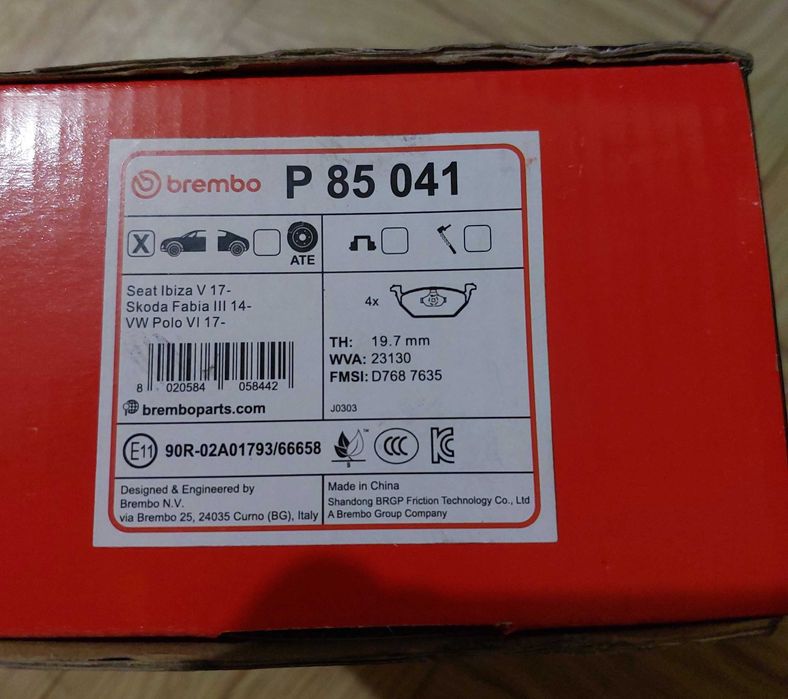 brembo P 85 041
X
ATE
Seat Ibiza V 17-
Skoda Fabia III 14-
VW Polo VI 17-
8 020584 058442
bremboparts.com
4x
TH: 19.7 mm
WVA: 23130
FMSI: D768 7635
J0303
E11 90R-02A01793/66658
TM
S
CCC
KC
Designed & Engineered by
Brembo N.V.
via Brembo 25, 24035 Curno (BG), Italy
Made in China
Shandong BRGP Friction Technology Co., Ltd
A Brembo Group Company